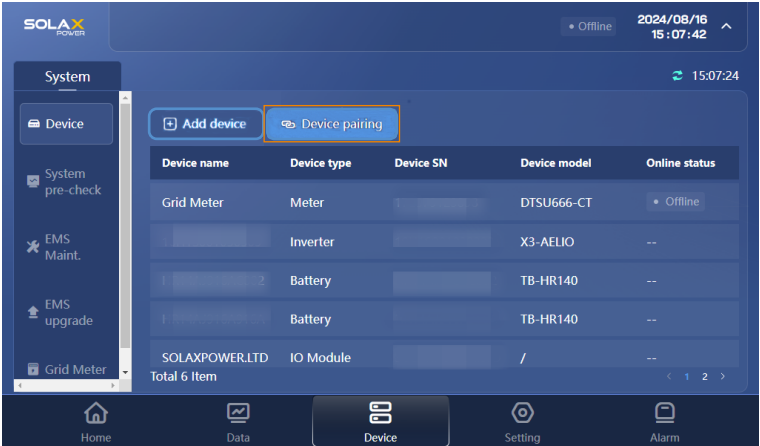 SOLAX
POWER
• Offline
2024/08/16
15:07:42
System
15:07:24
Device
System
pre-check
EMS
Maint.
EMS
upgrade
Grid Meter
Add device
Device pairing
Device name Device type Device SN Device model Online status
Grid Meter Meter DTSU666-CT • Offline
Inverter X3-AELIO --
2 Battery TB-HR140 --
Battery TB-HR140 --
SOLAXPOWER.LTD IO Module / --
Total 6 Item < 1 2 >
Home Data Device Setting Alarm